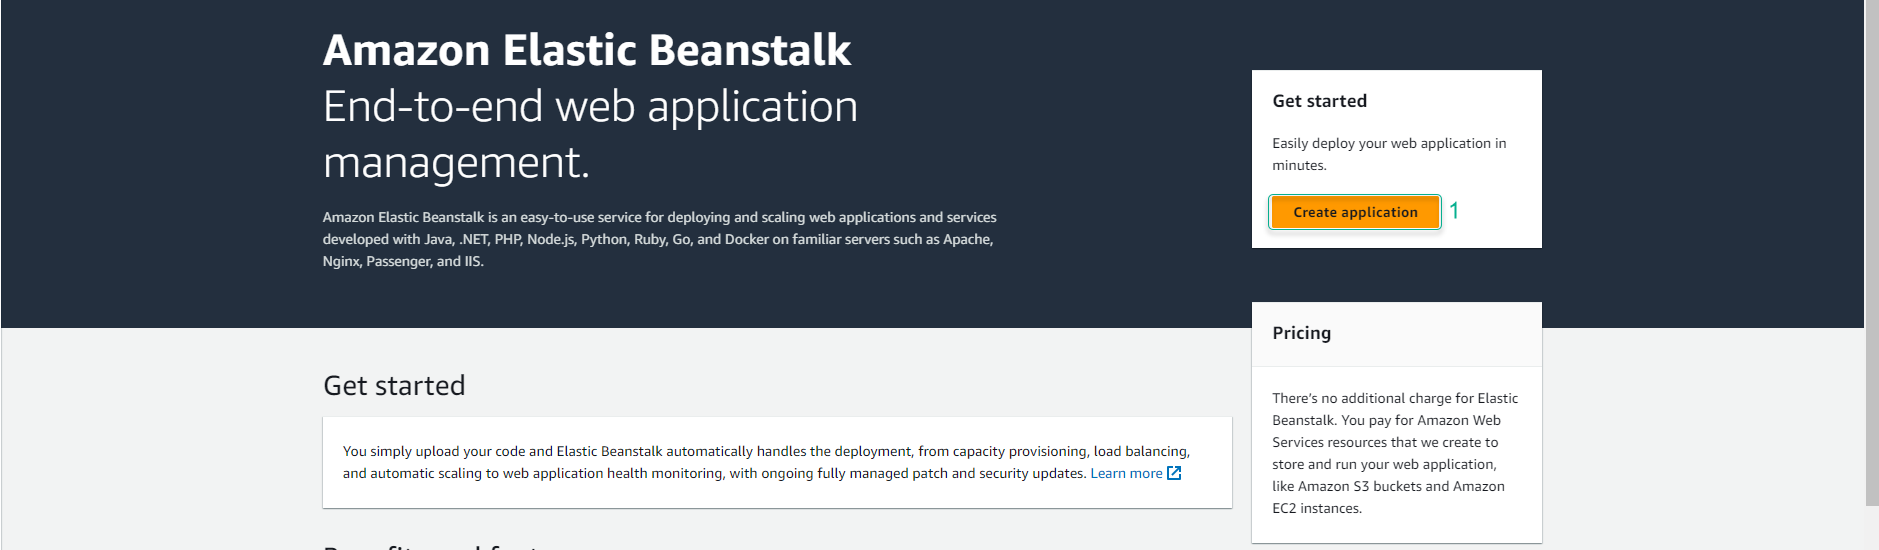 Amazon Elastic Beanstalk
End-to-end web application
management.
Amazon Elastic Beanstalk is an easy-to-use service for deploying and scaling web applications and services
developed with Java, .NET, PHP, Node.js, Python, Ruby, Go, and Docker on familiar servers such as Apache,
Nginx, Passenger, and IIS.
Get started
Easily deploy your web application in
minutes.
Create application 1
Pricing
There's no additional charge for Elastic
Beanstalk. You pay for Amazon Web
Services resources that we create to
store and run your web application,
like Amazon S3 buckets and Amazon
EC2 instances.
Get started
You simply upload your code and Elastic Beanstalk automatically handles the deployment, from capacity provisioning, load balancing,
and automatic scaling to web application health monitoring, with ongoing fully managed patch and security updates. Learn more